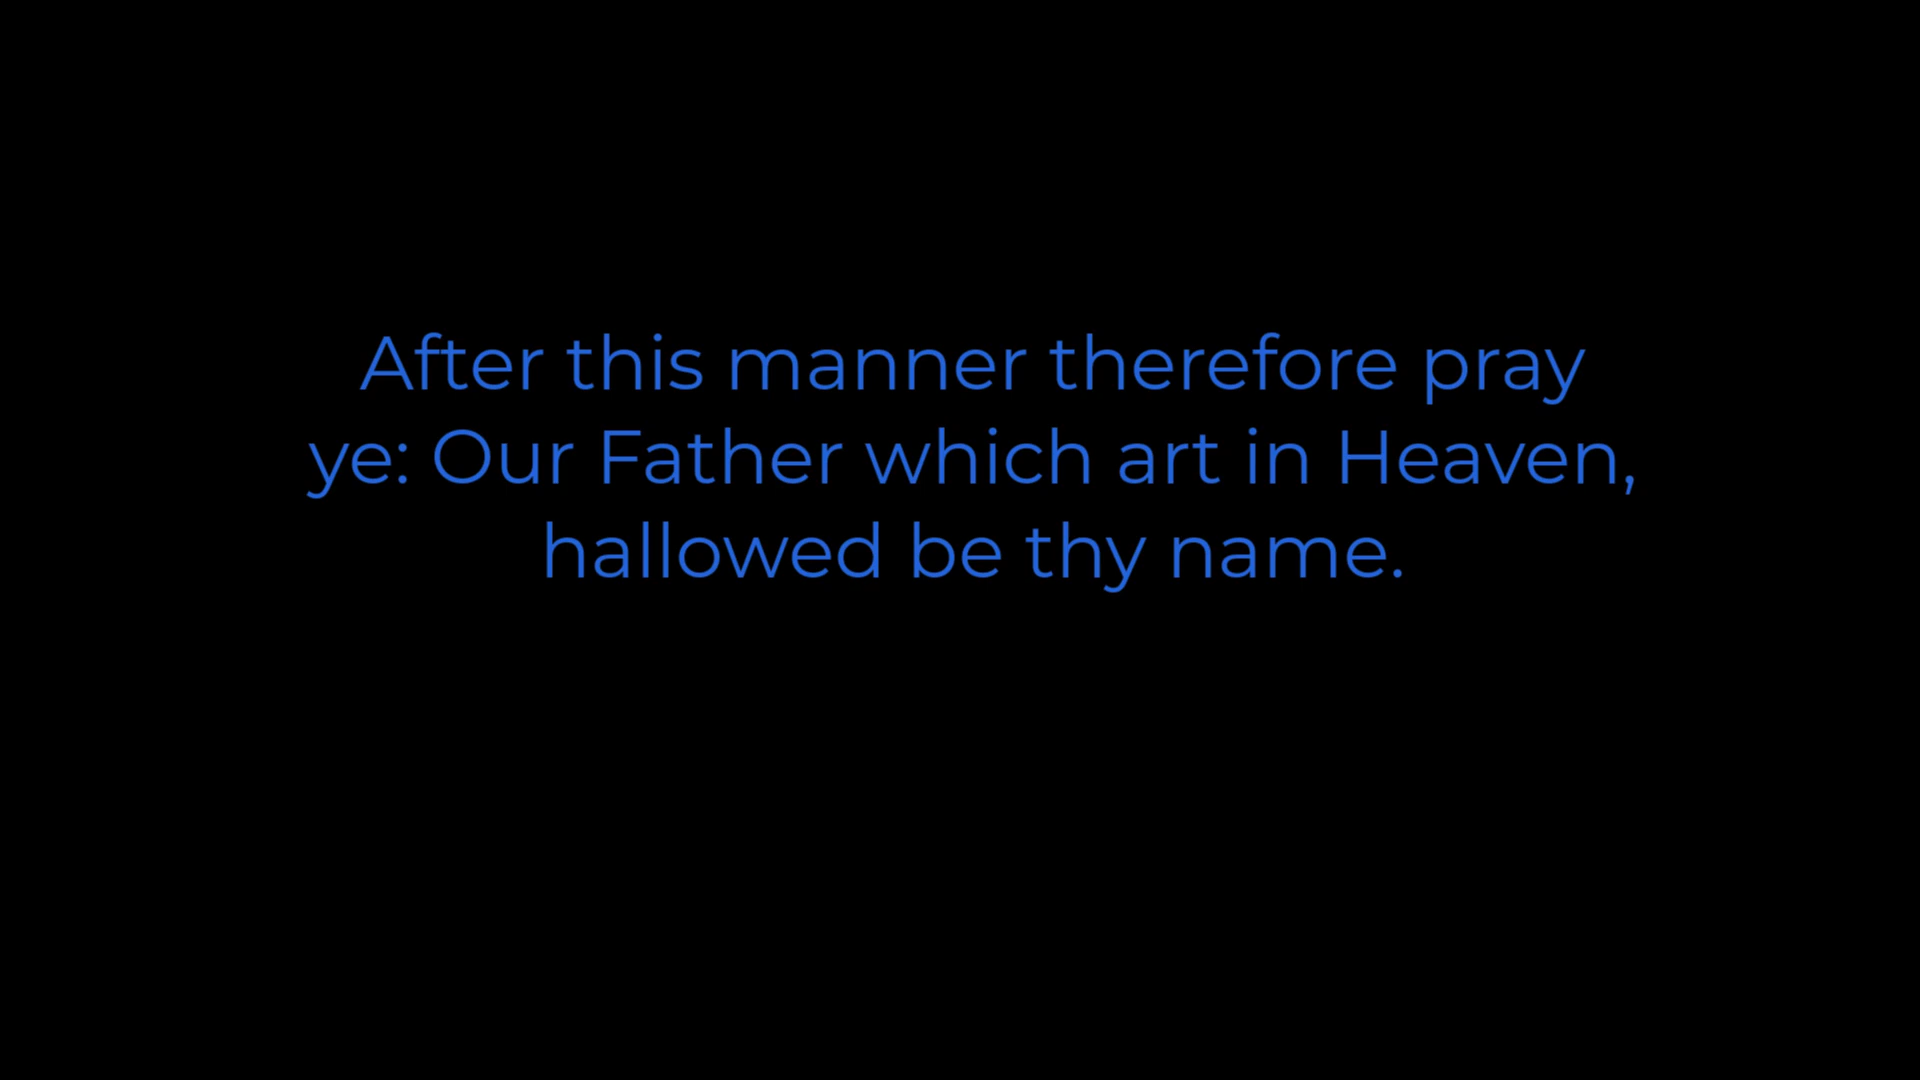 After this manner therefore pray
ye: Our Father which art in Heaven,
hallowed be thy name.